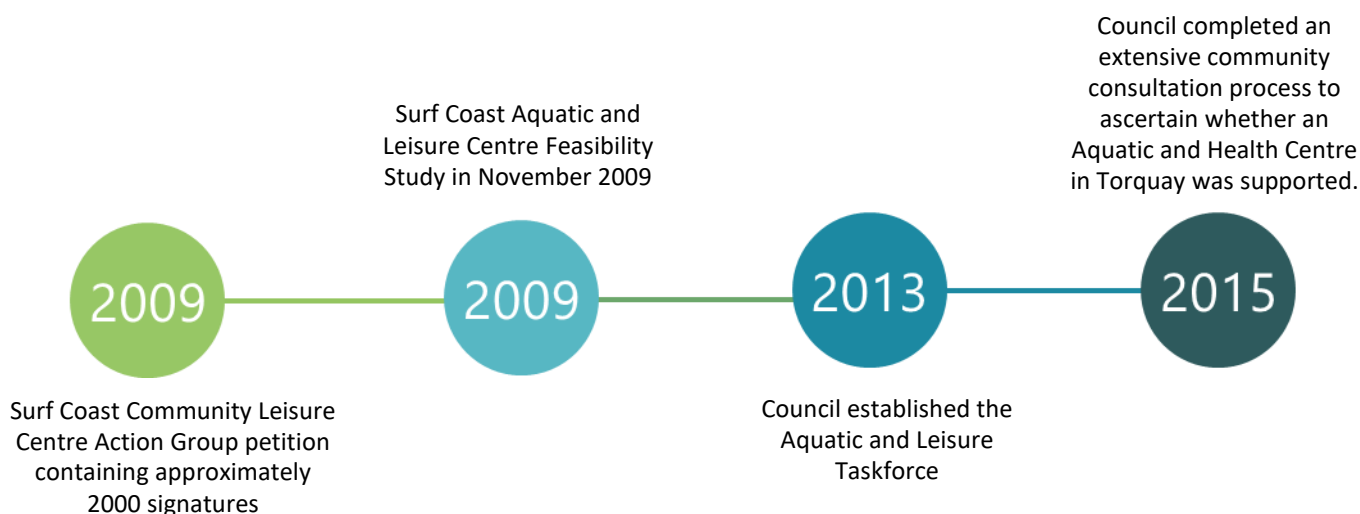 2009
Surf Coast Community Leisure
Centre Action Group petition
containing approximately
2000 signatures
Surf Coast Aquatic and
Leisure Centre Feasibility
Study in November 2009
2009
2013
Council established the
Aquatic and Leisure
Taskforce
Council completed an
extensive community
consultation process to
ascertain whether an
Aquatic and Health Centre
in Torquay was supported.
2015